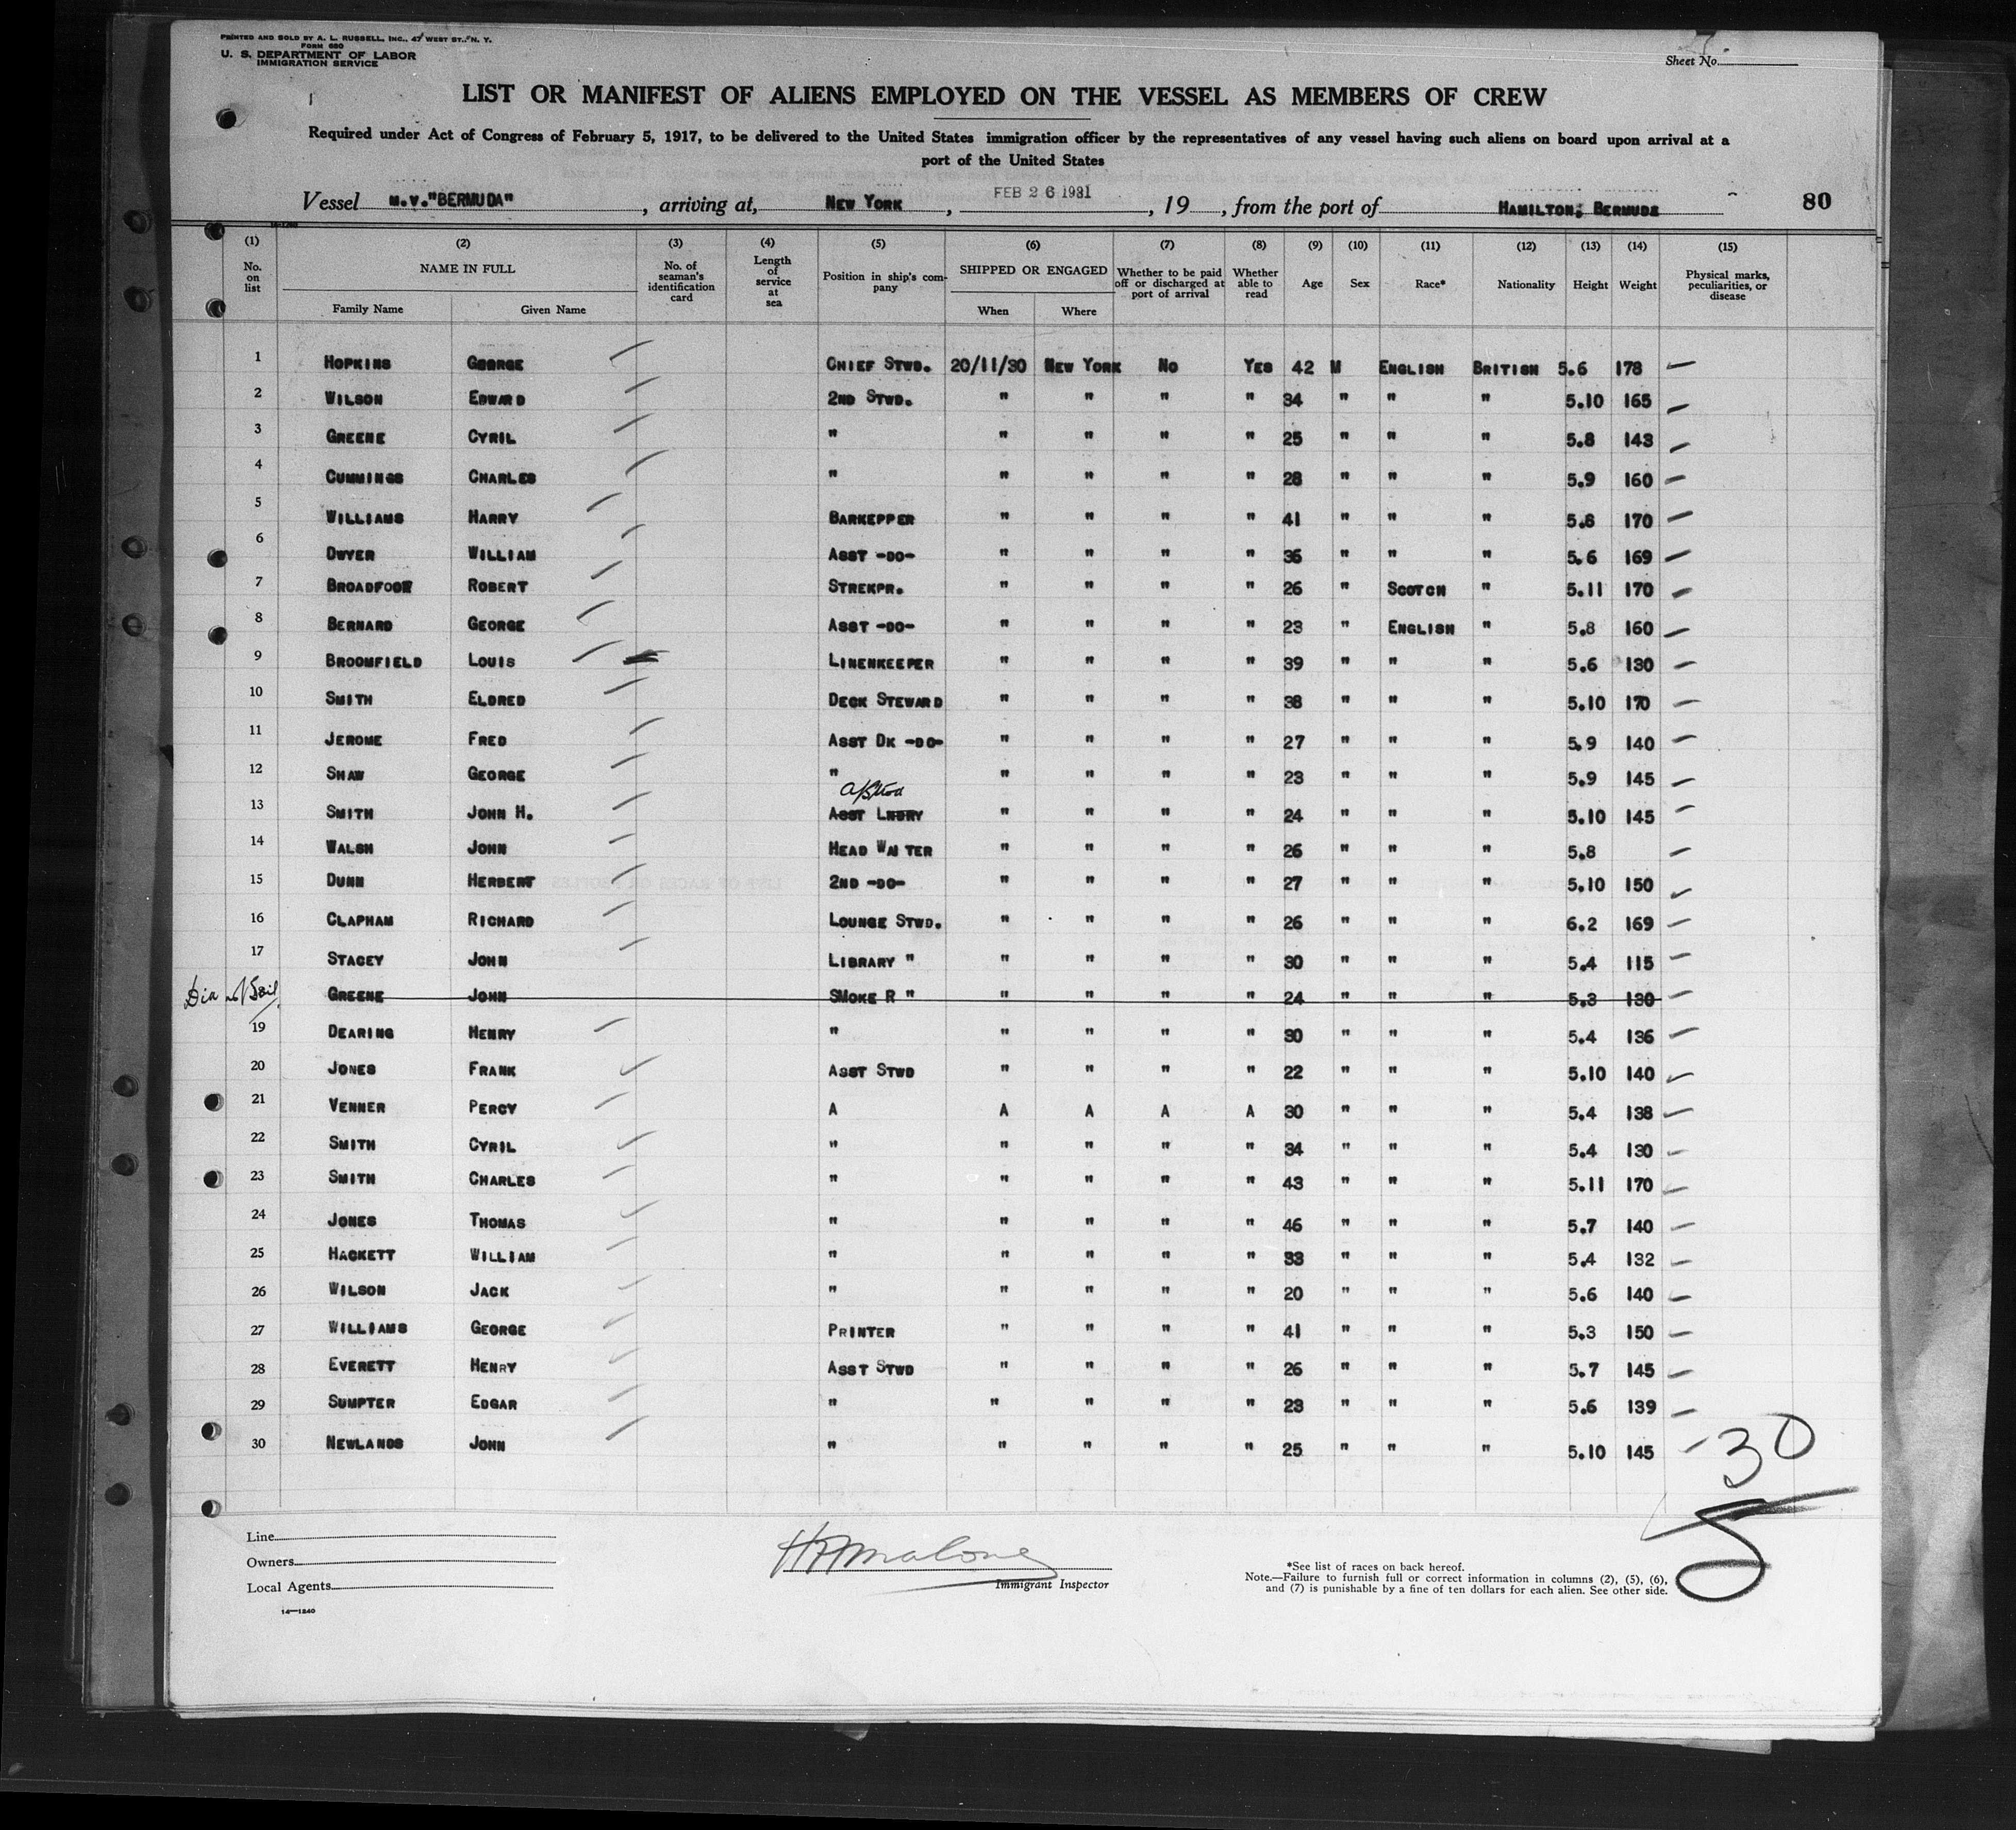 PRINTED AND SOLD BY A. L. RUSSELL, INC., 47 WEST ST., N. Y.
FORM 680
U. S. DEPARTMENT OF LABOR
IMMIGRATION SERVICE
Sheet No.
LIST OR MANIFEST OF ALIENS EMPLOYED ON THE VESSEL AS MEMBERS OF CREW
Required under Act of Congress of February 5, 1917, to be delivered to the United States immigration officer by the representatives of any vessel having such aliens on board upon arrival at a
port of the United States
Vessel M.V."BERMUDA", arriving at, NEW YORK, FEB 26 1931, 19, from the port of HAMILTON; BERMUDA 80
(1) (2) (3) (4) (5) (6) (7) (8) (9) (10) (11) (12) (13) (14) (15)
No. on list NAME IN FULL Family Name Given Name No. of seaman's identification card Length of service at sea Position in ship's company SHIPPED OR ENGAGED When Where Whether to be paid off or discharged at port of arrival Whether able to read Age Sex Race* Nationality Height Weight Physical marks, peculiarities, or disease
1 HOPKINS GEORGE CHIEF STWD. 20/11/30 NEW YORK NO YES 42 M ENGLISH BRITISH 5.6 178
2 WILSON EDWARD 2ND STWD. " " " " 34 " " " 5.10 165
3 GREENE CYRIL " " " " " 25 " " " 5.8 143
4 CUMMINGS CHARLES " " " " " 28 " " " 5.9 160
5 WILLIAMS HARRY BARKEPPER " " " " 41 " " " 5.8 170
6 DWYER WILLIAM ASST -DO- " " " " 36 " " " 5.6 169
7 BROADFOOT ROBERT STREKPR. " " " " 26 " SCOTCH " 5.11 170
8 BERNARD GEORGE ASST -DO- " " " " 23 " ENGLISH " 5.8 160
9 BROOMFIELD LOUIS LINENKEEPER " " " " 39 " " " 5.6 130
10 SMITH ELDRED DECK STEWARD " " " " 38 " " " 5.10 170
11 JEROME FRED ASST DK -DO- " " " " 27 " " " 5.9 140
12 SHAW GEORGE " " " " " 23 " " " 5.9 145
13 SMITH JOHN H. ASST LNDRY " " " " 24 " " " 5.10 145
14 WALSH JOHN HEAD WAITER " " " " 26 " " " 5.8
15 DUNN HERBERT 2ND -DO- " " " " 27 " " " 5.10 150
16 CLAPHAM RICHARD LOUNGE STWD. " " " " 26 " " " 6.2 169
17 STACEY JOHN LIBRARY " " " " " 30 " " " 5.4 115
Did not Sail GREENE JOHN SMOKE R " " " " " 24 " " " 5.3 130
19 DEARING HENRY " " " " " 30 " " " 5.4 136
20 JONES FRANK ASST STWD " " " " 22 " " " 5.10 140
21 VENNER PERCY A A A A A 30 " " " 5.4 138
22 SMITH CYRIL " " " " " 34 " " " 5.4 130
23 SMITH CHARLES " " " " " 43 " " " 5.11 170
24 JONES THOMAS " " " " " 46 " " " 5.7 140
25 HACKETT WILLIAM " " " " " 33 " " " 5.4 132
26 WILSON JACK " " " " " 20 " " " 5.6 140
27 WILLIAMS GEORGE PRINTER " " " " 41 " " " 5.3 150
28 EVERETT HENRY ASST STWD " " " " 26 " " " 5.7 145
29 SUMPTER EDGAR " " " " " 23 " " " 5.6 139
30 NEWLANDS JOHN " " " " " 25 " " " 5.10 145
30
Line
Owners
Local Agents
14—1240
Immigrant Inspector
*See list of races on back hereof.
Note.—Failure to furnish full or correct information in columns (2), (5), (6),
and (7) is punishable by a fine of ten dollars for each alien. See other side.